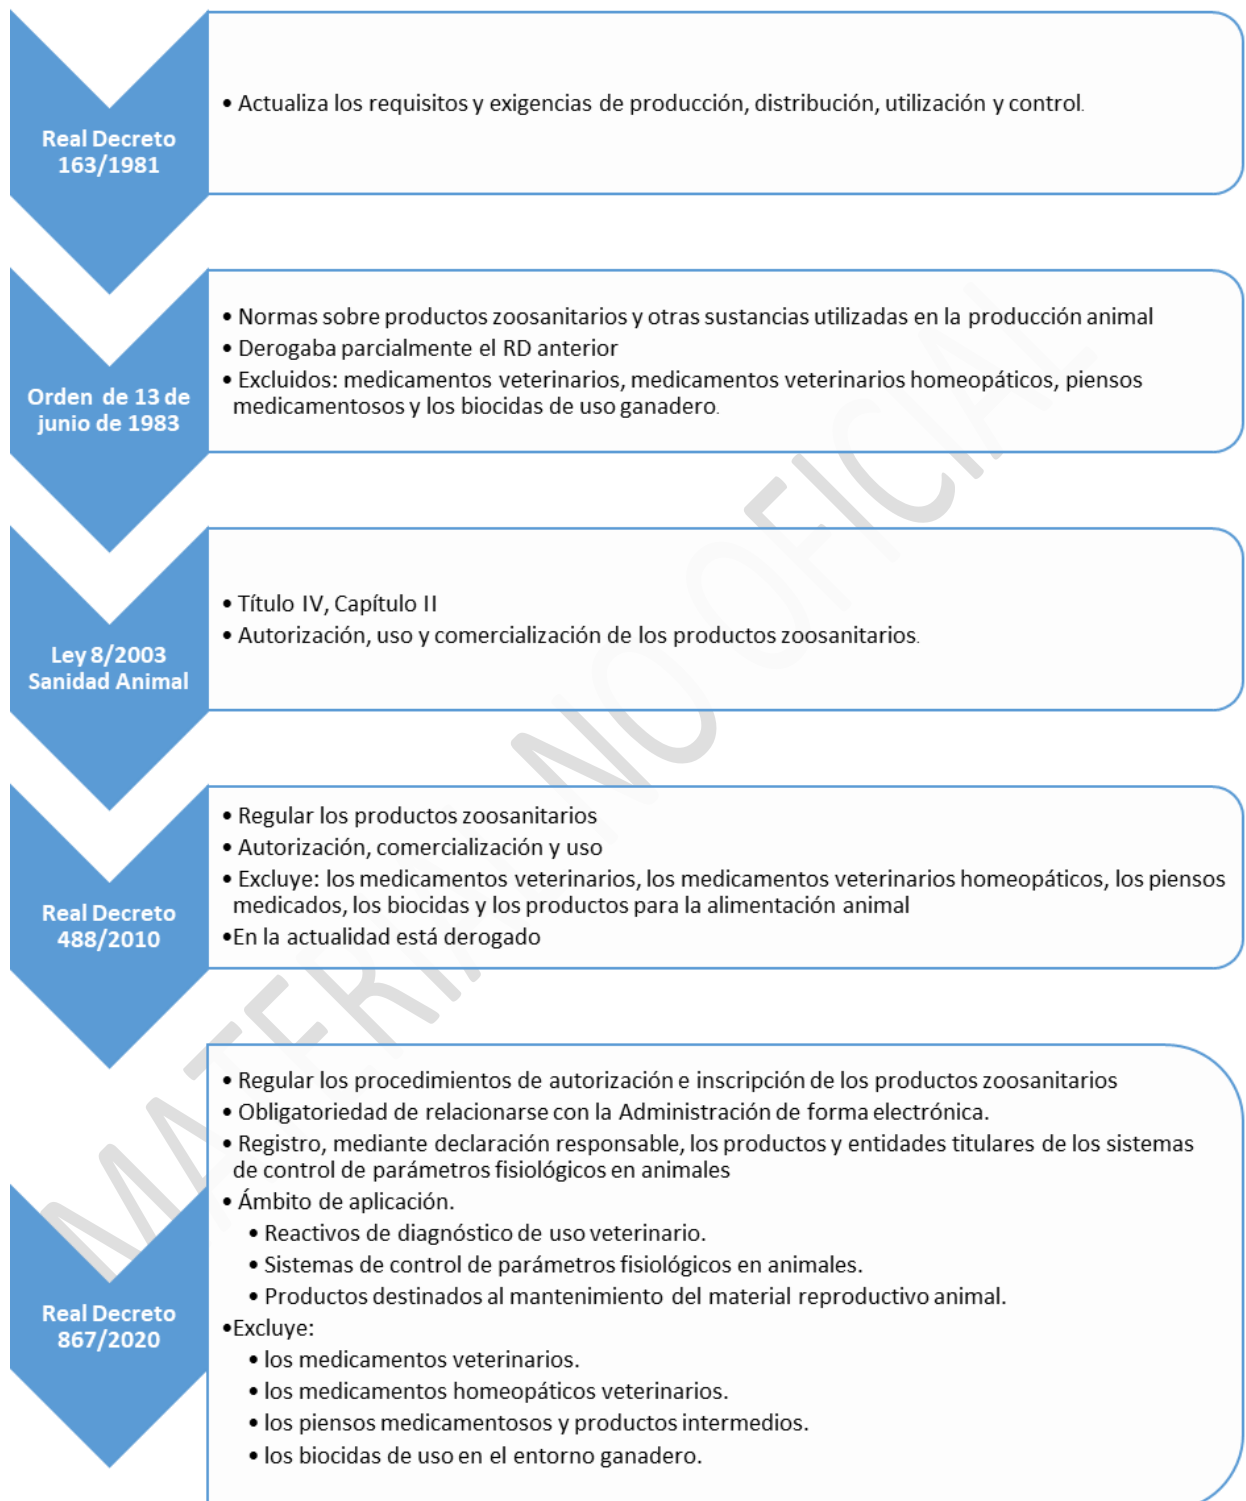 Real Decreto
163/1981
• Actualiza los requisitos y exigencias de producción, distribución, utilización y control.
Orden de 13 de
junio de 1983
• Normas sobre productos zoosanitarios y otras sustancias utilizadas en la producción animal
• Derogaba parcialmente el RD anterior
• Excluidos: medicamentos veterinarios, medicamentos veterinarios homeopáticos, piensos
medicamentosos y los biocidas de uso ganadero.
Ley 8/2003
Sanidad Animal
• Título IV, Capítulo II
• Autorización, uso y comercialización de los productos zoosanitarios.
Real Decreto
488/2010
• Regular los productos zoosanitarios
• Autorización, comercialización y uso
• Excluye: los medicamentos veterinarios, los medicamentos veterinarios homeopáticos, los piensos
medicados, los biocidas y los productos para la alimentación animal
•En la actualidad está derogado
Real Decreto
867/2020
• Regular los procedimientos de autorización e inscripción de los productos zoosanitarios
• Obligatoriedad de relacionarse con la Administración de forma electrónica.
• Registro, mediante declaración responsable, los productos y entidades titulares de los sistemas
de control de parámetros fisiológicos en animales
• Ámbito de aplicación.
• Reactivos de diagnóstico de uso veterinario.
• Sistemas de control de parámetros fisiológicos en animales.
• Productos destinados al mantenimiento del material reproductivo animal.
•Excluye:
• los medicamentos veterinarios.
• los medicamentos homeopáticos veterinarios.
• los piensos medicamentosos y productos intermedios.
• los biocidas de uso en el entorno ganadero.
MATERIAL NO OFICIAL